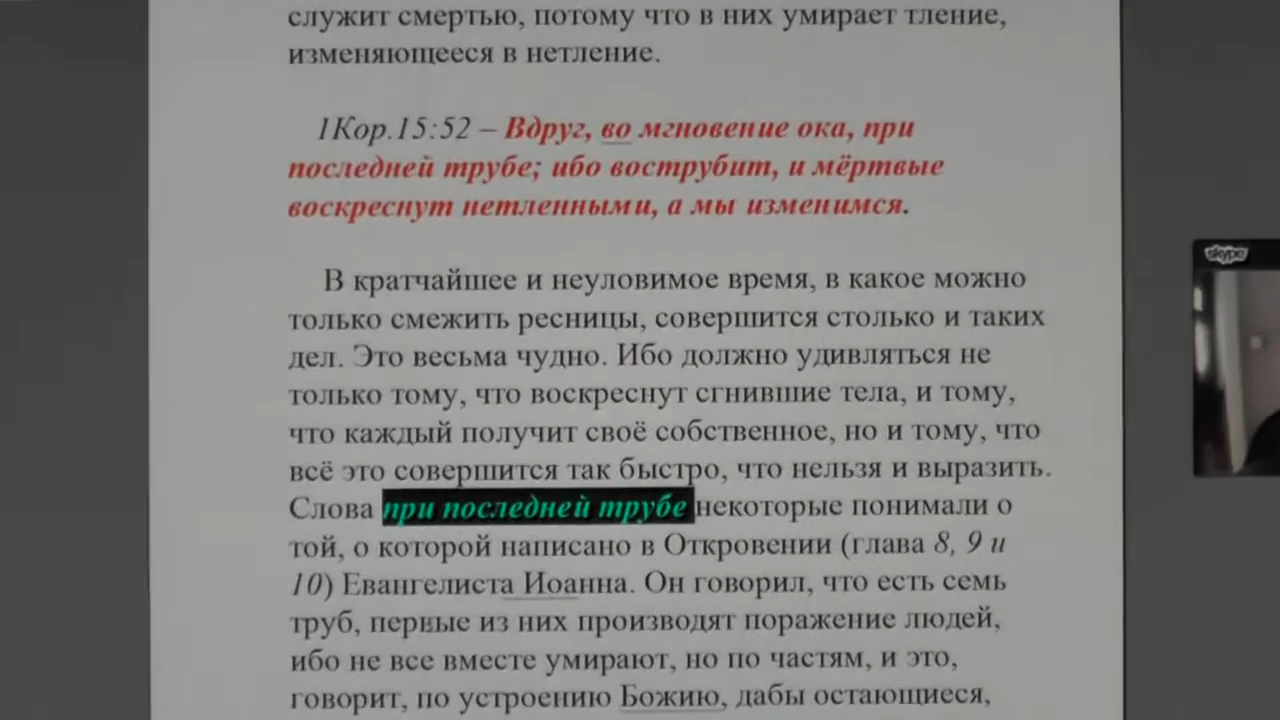 служит смертью, потому что в них умирает тление,
изменяющееся в нетление.
1Кор.15:52 – Вдруг, во мгновение ока, при
последней трубе; ибо вострубит, и мёртвые
воскреснут нетленными, а мы изменимся.
В кратчайшее и неуловимое время, в какое можно
только смежить ресницы, совершится столько и таких
дел. Это весьма чудно. Ибо должно удивляться не
только тому, что воскреснут сгнившие тела, и тому,
что каждый получит своё собственное, но и тому, что
всё это совершится так быстро, что нельзя и выразить.
Слова при последней трубе некоторые понимали о
той, о которой написано в Откровении (глава 8, 9 и
10) Евангелиста Иоанна. Он говорил, что есть семь
труб, первые из них производят поражение людей,
ибо не все вместе умирают, но по частям, и это,
говорит, по устроению Божию, дабы остающиеся,
skype